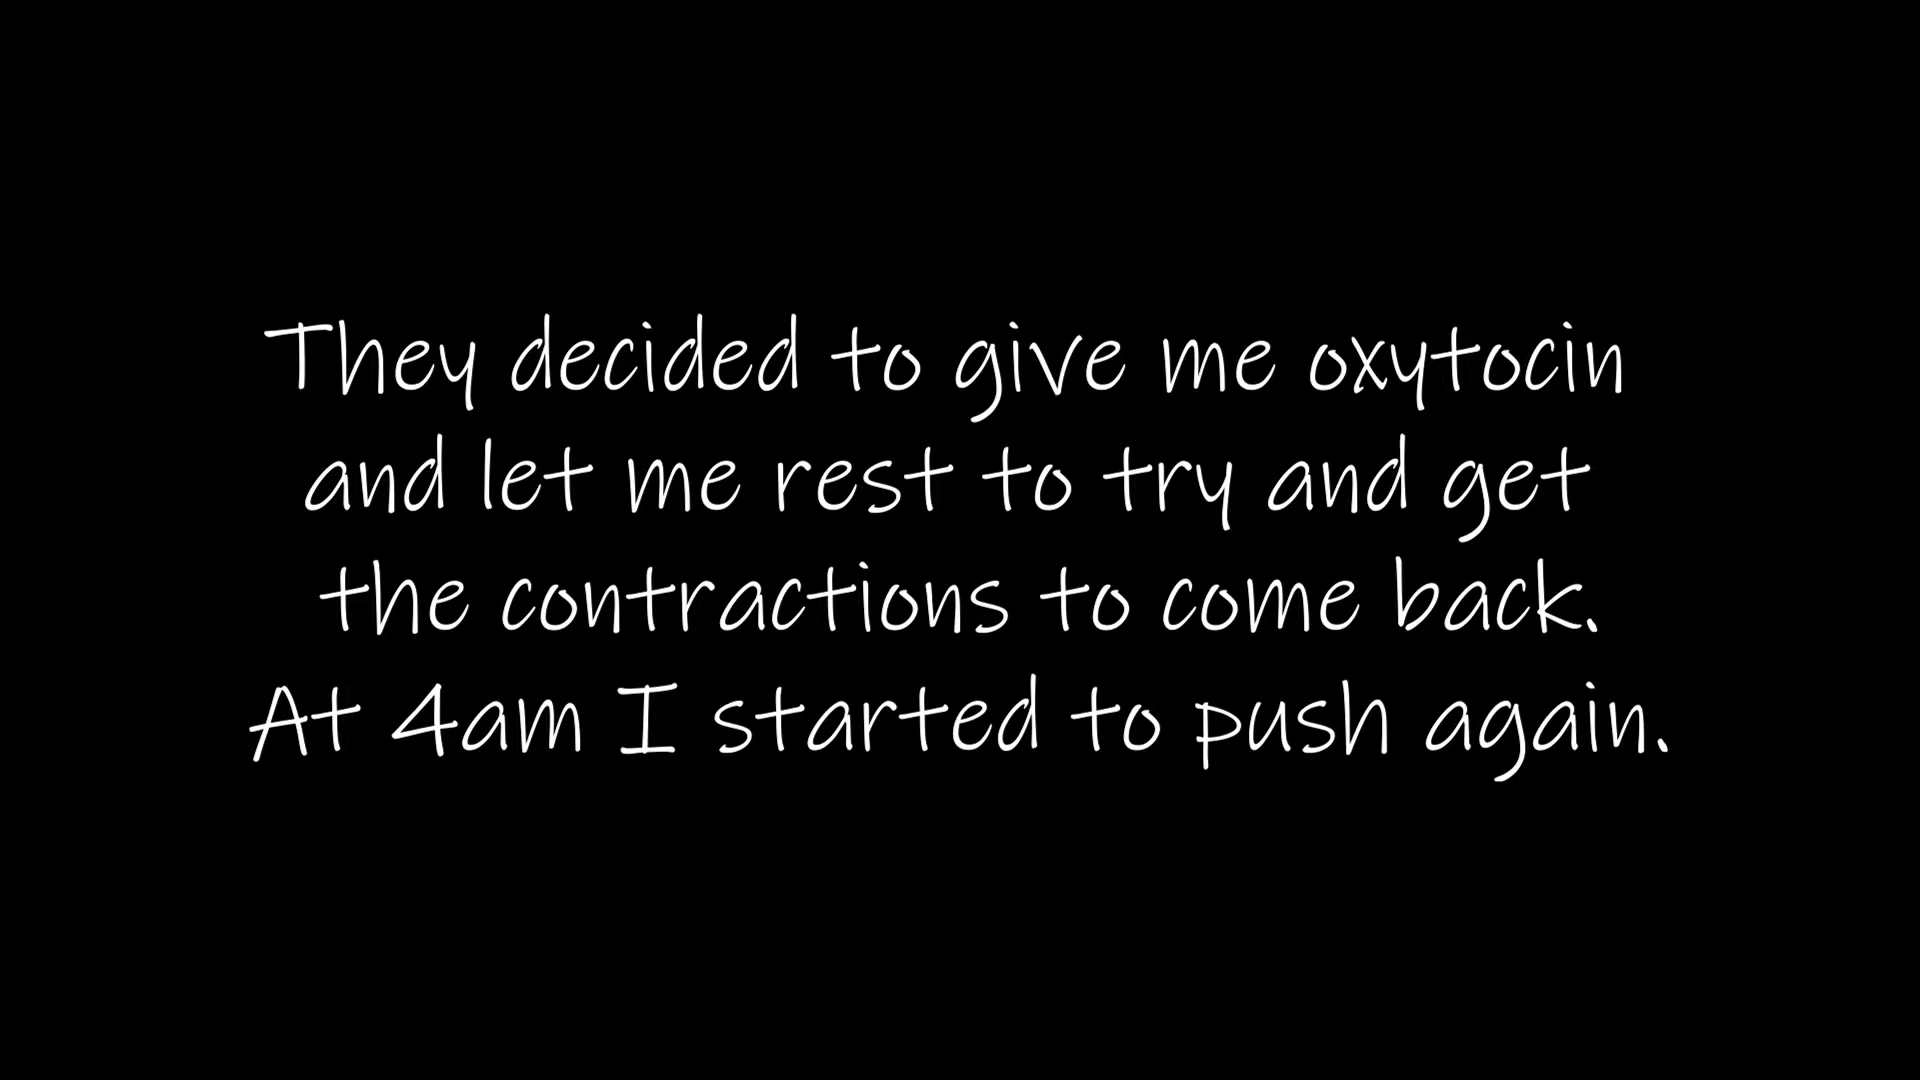 They decided to give me oxytocin
and let me rest to try and get
the contractions to come back.
At 4am I started to push again.